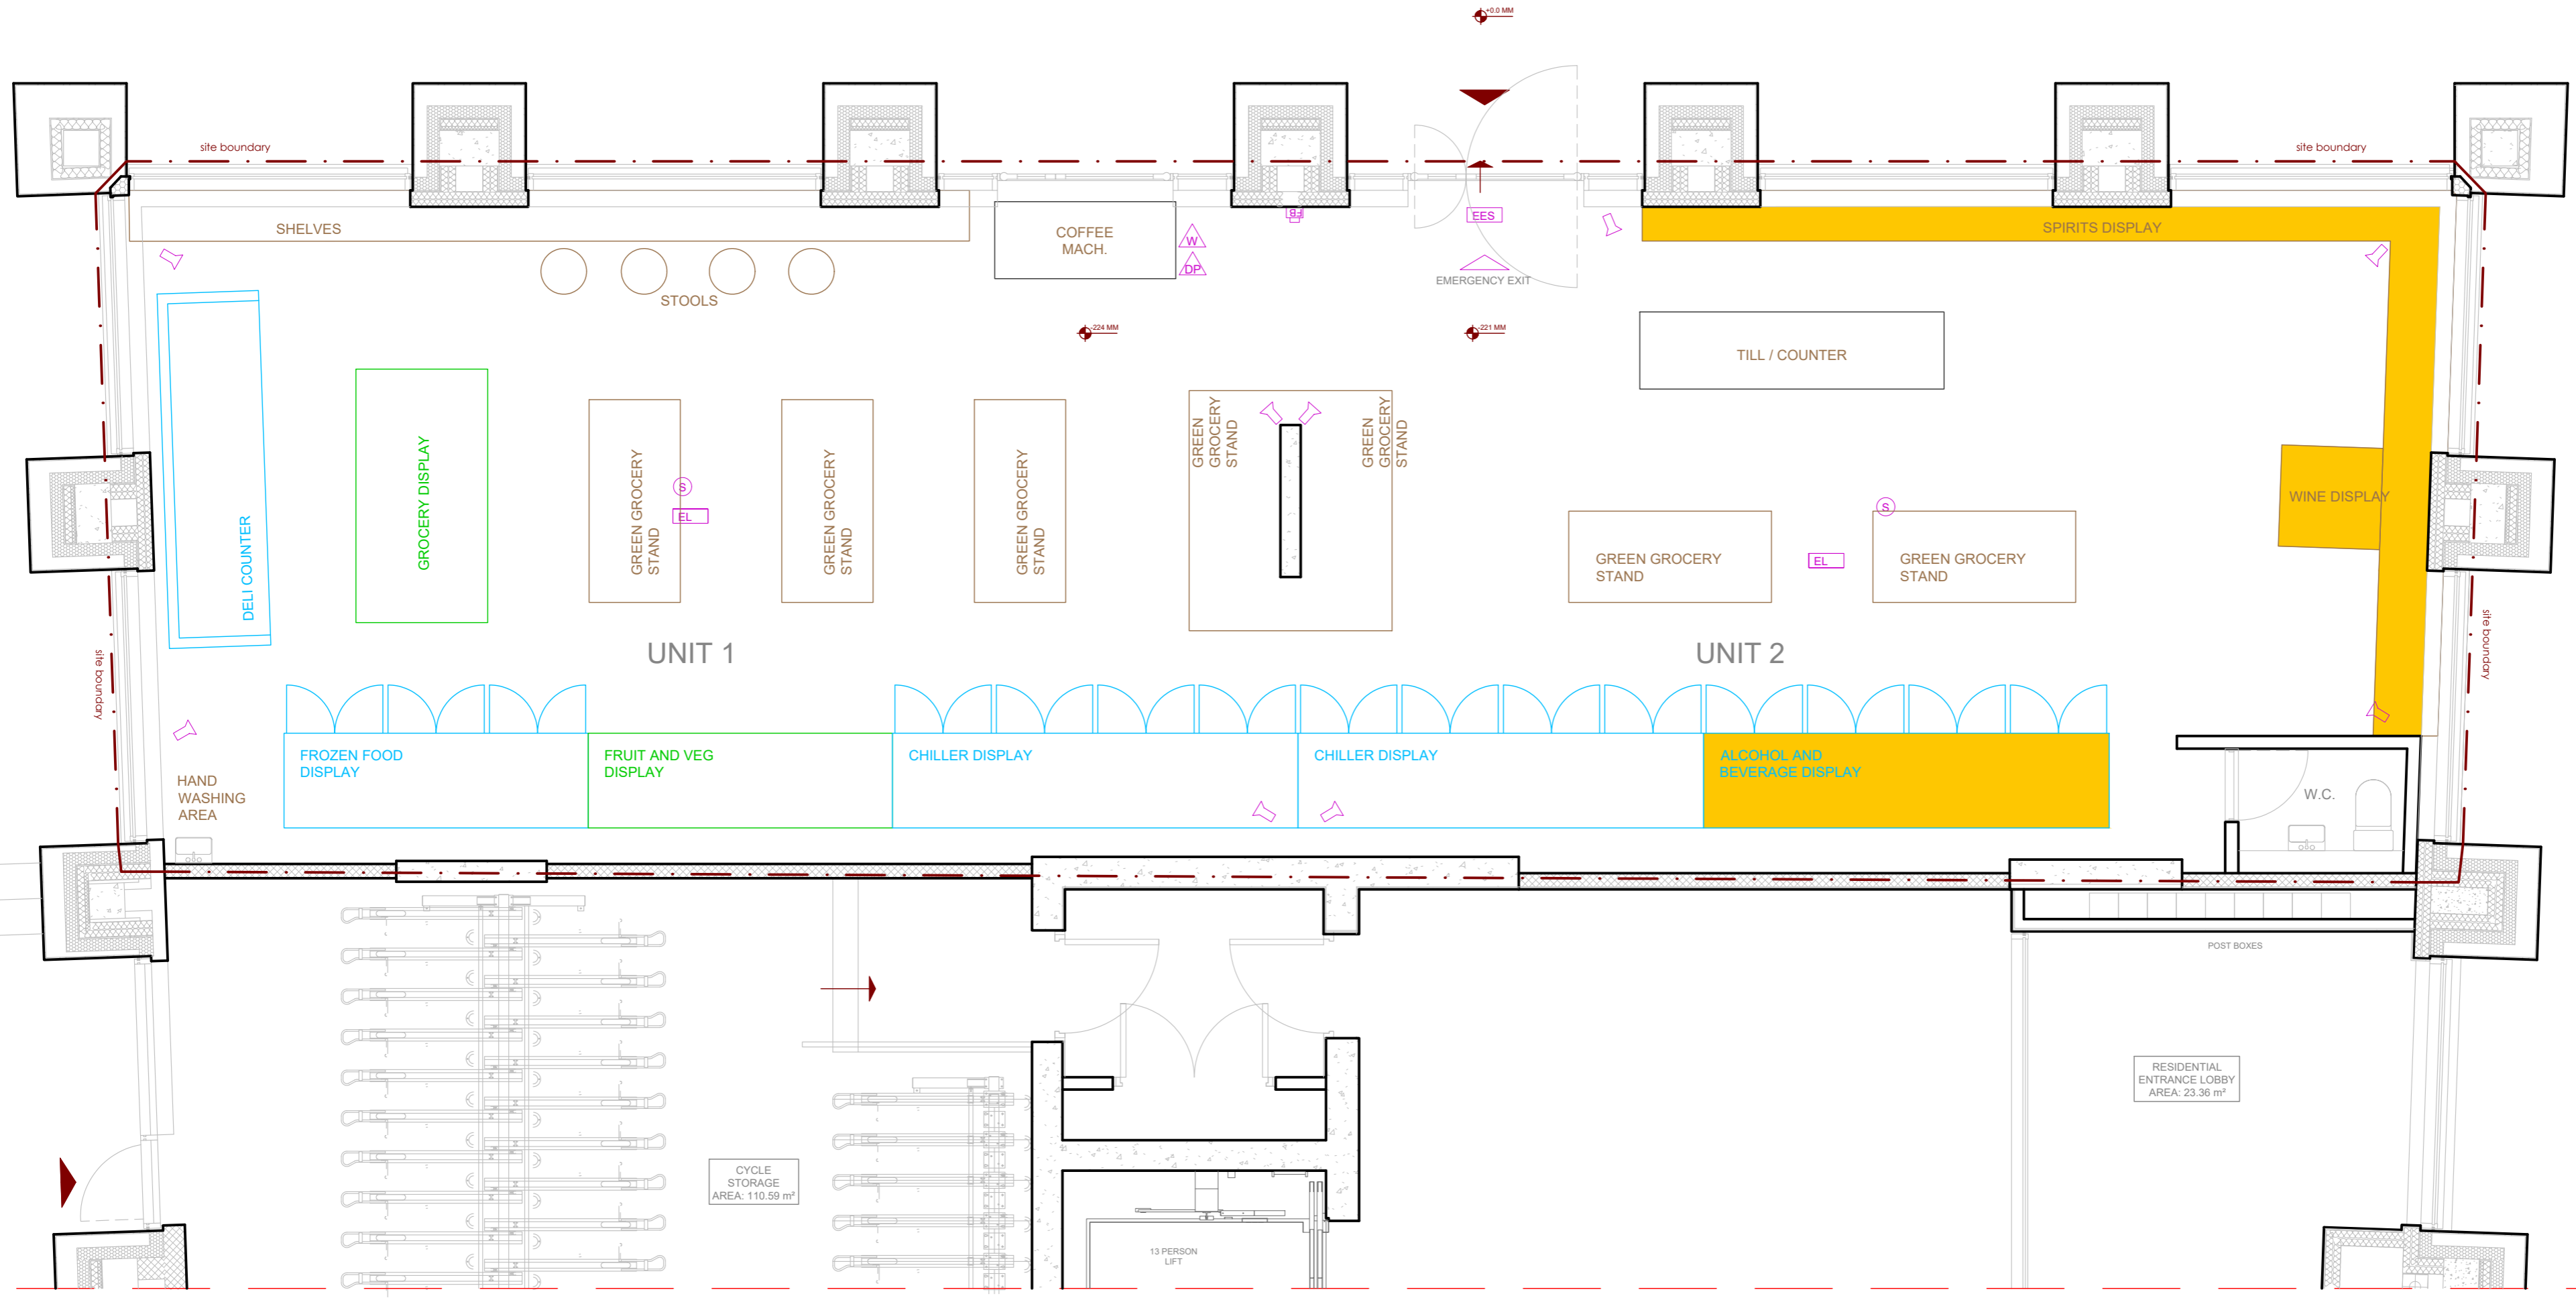 +0.0 MM
site boundary
site boundary
SHELVES
COFFEE
MACH.
W
DP
FB
EES
EMERGENCY EXIT
SPIRITS DISPLAY
STOOLS
-224 MM
-221 MM
TILL / COUNTER
DELI COUNTER
GROCERY DISPLAY
GREEN GROCERY
STAND
S
EL
GREEN GROCERY
STAND
GREEN GROCERY
STAND
GREEN
GROCERY
STAND
GREEN
GROCERY
STAND
GREEN GROCERY
STAND
EL
S
GREEN GROCERY
STAND
WINE DISPLAY
UNIT 1
UNIT 2
site boundary
site boundary
FROZEN FOOD
DISPLAY
FRUIT AND VEG
DISPLAY
CHILLER DISPLAY
CHILLER DISPLAY
ALCOHOL AND
BEVERAGE DISPLAY
HAND
WASHING
AREA
W.C.
POST BOXES
RESIDENTIAL
ENTRANCE LOBBY
AREA: 23.36 m²
CYCLE
STORAGE
AREA: 110.59 m²
13 PERSON
LIFT